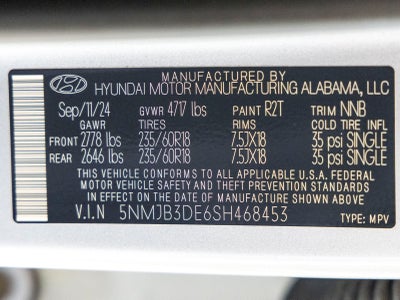 MANUFACTURED BY
HYUNDAI MOTOR MANUFACTURING ALABAMA, LLC
Sep/11/24 GVWR 4717 lbs PAINT R2T TRIM NNB
GAWR TIRES RIMS COLD TIRE INF. PR.
FRONT 2778 lbs 235/60R18 7.5JX18 35 psi SINGLE
REAR 2646 lbs 235/60R18 7.5JX18 35 psi SINGLE
THIS VEHICLE CONFORMS TO ALL APPLICABLE U.S.A. FEDERAL
MOTOR VEHICLE SAFETY, BUMPER, AND THEFT PREVENTION
STANDARDS IN EFFECT ON THE DATE OF MANUFACTURE SHOWN ABOVE.
V.I.N 5NMJB3DE6SH468453 TYPE: MPV